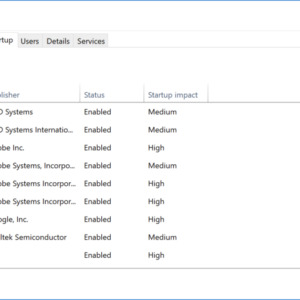 rtup Users Details Services
blisher Status Startup impact
D Systems Enabled Medium
D Systems Internatio... Enabled Medium
obe Inc. Enabled High
obe Systems, Incorpo... Enabled Medium
obe Systems Incorpor... Enabled High
obe Systems Incorpor... Enabled High
ogle, Inc. Enabled High
ltek Semiconductor Enabled Medium
Enabled High